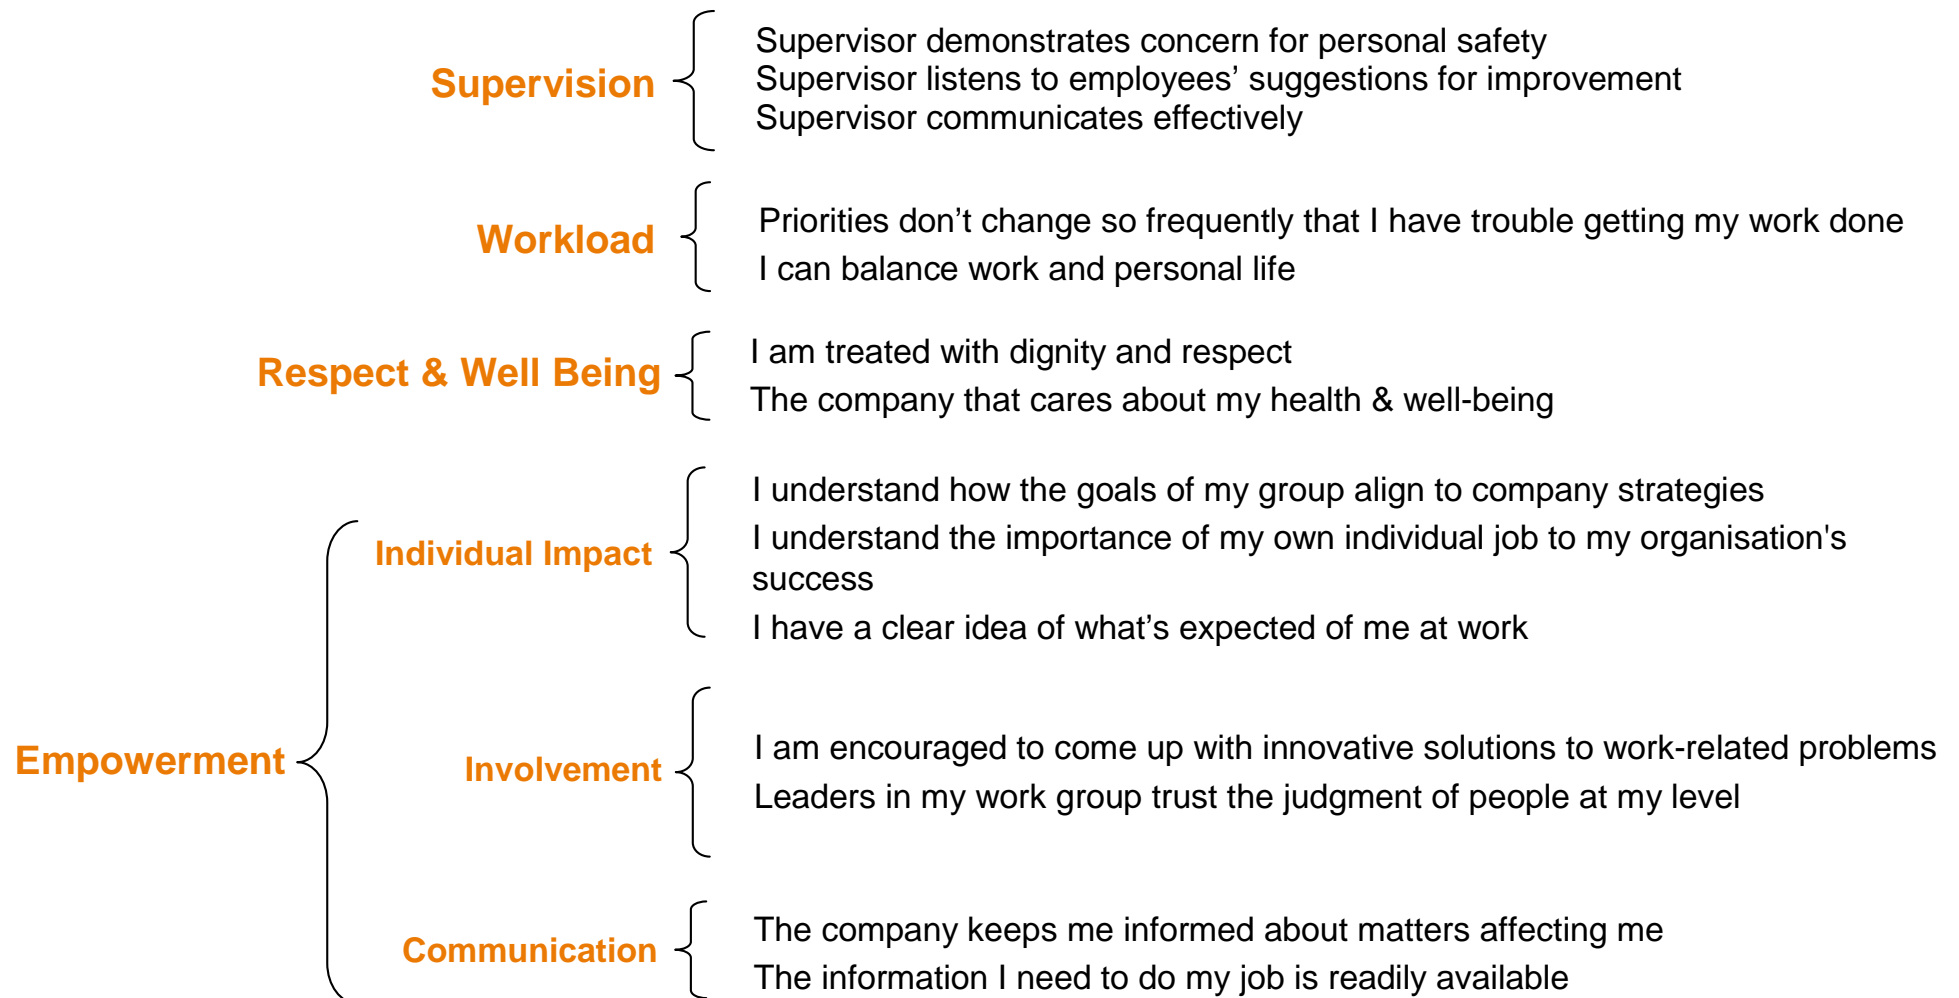 Supervision
Supervisor demonstrates concern for personal safety
Supervisor listens to employees’ suggestions for improvement
Supervisor communicates effectively
Workload
Priorities don’t change so frequently that I have trouble getting my work done
I can balance work and personal life
Respect & Well Being
I am treated with dignity and respect
The company that cares about my health & well-being
Empowerment
Individual Impact
I understand how the goals of my group align to company strategies
I understand the importance of my own individual job to my organisation's
success
I have a clear idea of what’s expected of me at work
Involvement
I am encouraged to come up with innovative solutions to work-related problems
Leaders in my work group trust the judgment of people at my level
Communication
The company keeps me informed about matters affecting me
The information I need to do my job is readily available